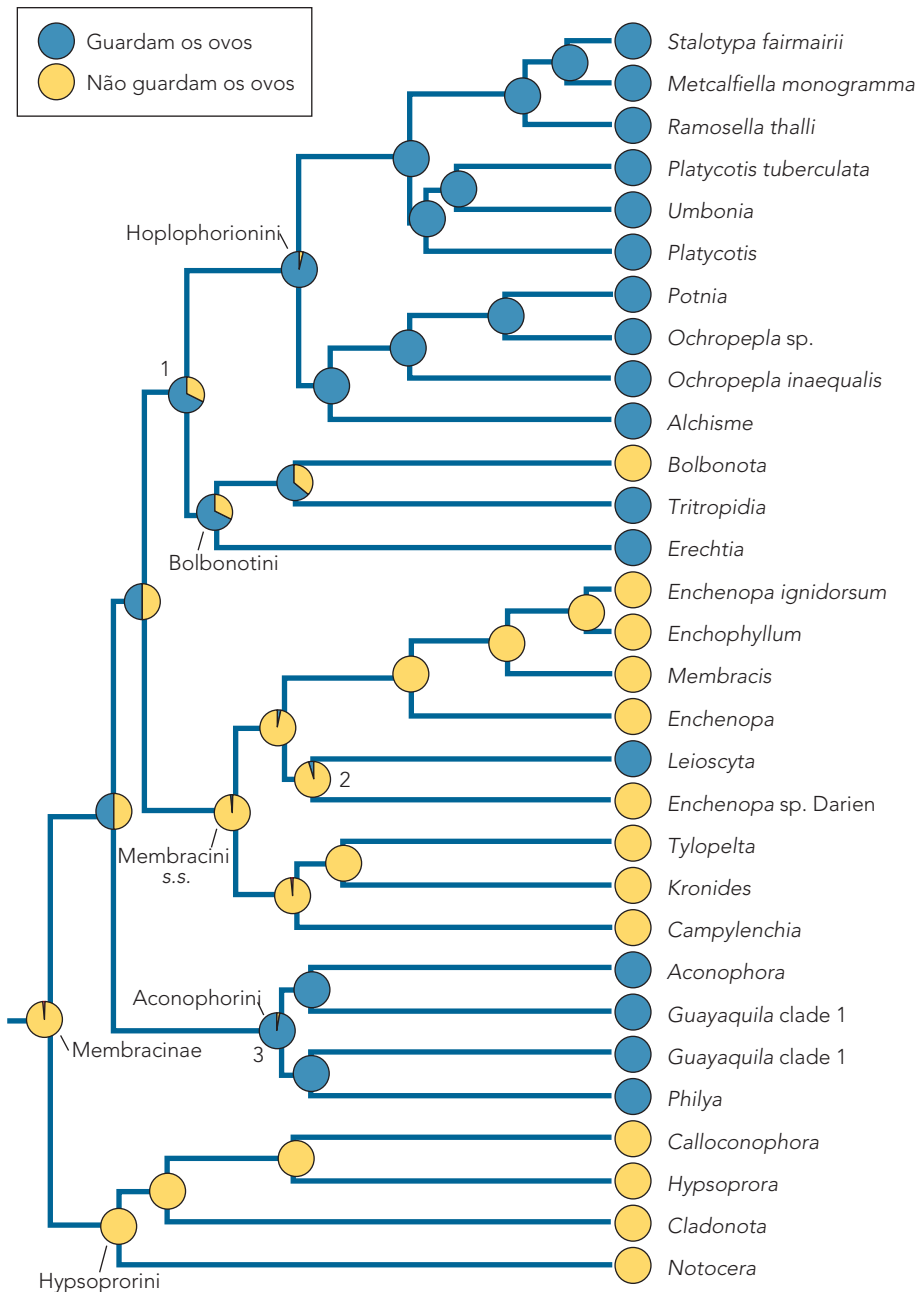 Guardam os ovos
Não guardam os ovos
Stalotypa fairmairii
Metcalfiella monogramma
Ramosella thalli
Platycotis tuberculata
Umbonia
Hoplophorionini
Platycotis
Potnia
Ochropepla sp.
1
Ochropepla inaequalis
Alchisme
Bolbonota
Tritropidia
Bolbonotini
Erechtia
Enchenopa ignidorsum
Enchophyllum
Membracis
Enchenopa
Leioscyta
2
Enchenopa sp. Darien
Membracini
s.s.
Tylopelta
Kronides
Campylenchia
Aconophorini
Aconophora
Guayaquila clade 1
3
Membracinae
Guayaquila clade 1
Philya
Calloconophora
Hypsoprora
Cladonota
Hypsoprorini
Notocera